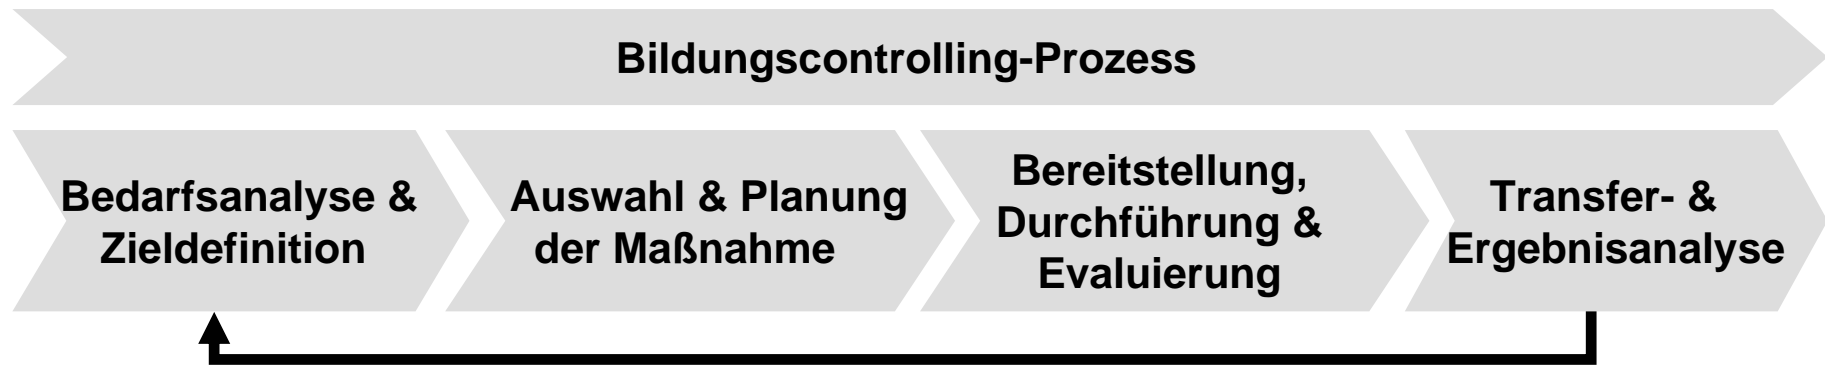 Bildungscontrolling-Prozess
Bedarfsanalyse &
Zieldefinition
Auswahl & Planung
der Maßnahme
Bereitstellung,
Durchführung &
Evaluierung
Transfer- &
Ergebnisanalyse